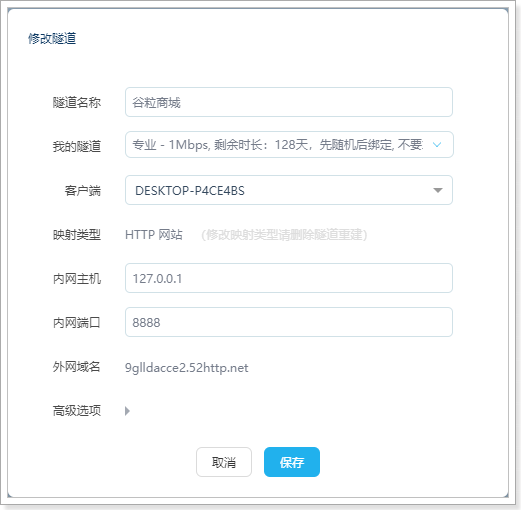 修改隧道
隧道名称 谷粒商城
我的隧道 专业 - 1Mbps, 剩余时长：128天，先随机后绑定, 不要
客户端 DESKTOP-P4CE4BS
映射类型 HTTP 网站 (修改映射类型请删除隧道重建)
内网主机 127.0.0.1
内网端口 8888
外网域名 9glldacce2.52http.net
高级选项
取消 保存